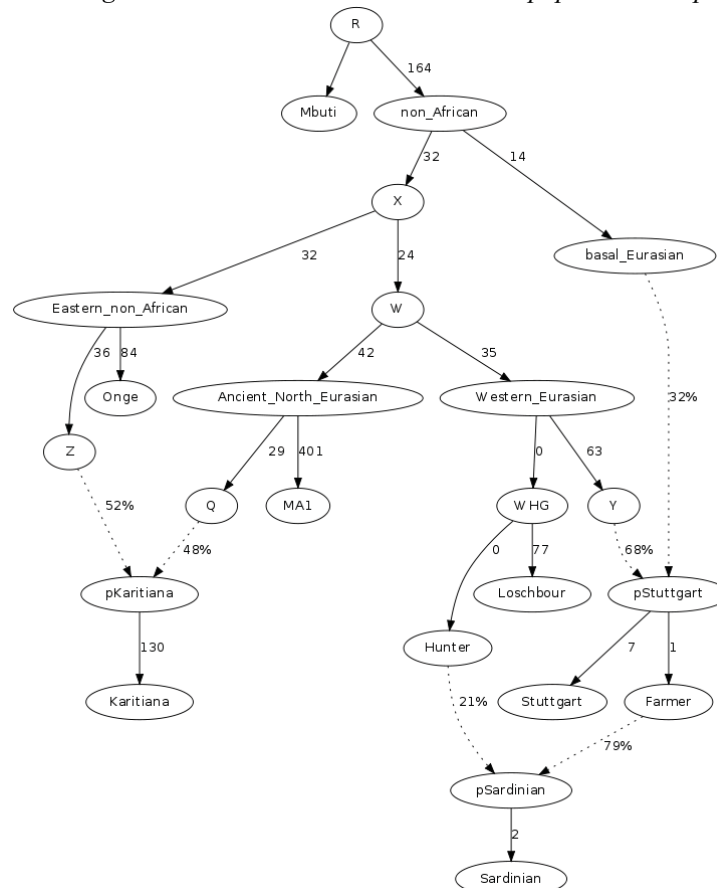 R
164
Mbuti
non_African
32
14
X
32
24
basal_Eurasian
Eastern_non_African
W
36
84
42
35
32%
Onge
Ancient_North_Eurasian
Western_Eurasian
Z
29
401
0
63
52%
Q
MA1
WHG
Y
48%
0
77
68%
pKaritiana
Loschbour
pStuttgart
130
Hunter
7
1
Karitiana
21%
Stuttgart
Farmer
79%
pSardinian
2
Sardinian